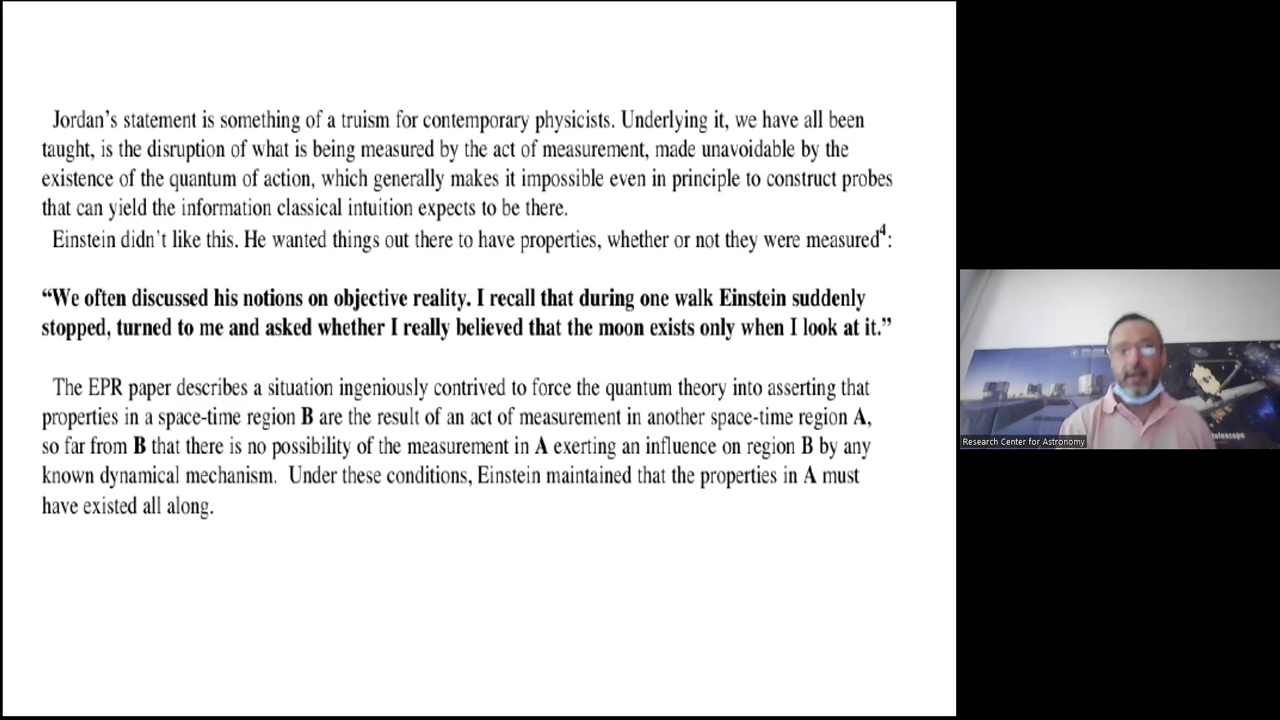 Jordan's statement is something of a truism for contemporary physicists. Underlying it, we have all been
taught, is the disruption of what is being measured by the act of measurement, made unavoidable by the
existence of the quantum of action, which generally makes it impossible even in principle to construct probes
that can yield the information classical intuition expects to be there.
Einstein didn't like this. He wanted things out there to have properties, whether or not they were measured⁴:
“We often discussed his notions on objective reality. I recall that during one walk Einstein suddenly
stopped, turned to me and asked whether I really believed that the moon exists only when I look at it.”
The EPR paper describes a situation ingeniously contrived to force the quantum theory into asserting that
properties in a space-time region B are the result of an act of measurement in another space-time region A,
so far from B that there is no possibility of the measurement in A exerting an influence on region B by any
known dynamical mechanism. Under these conditions, Einstein maintained that the properties in A must
have existed all along.
Research Center for Astronomy
telescope